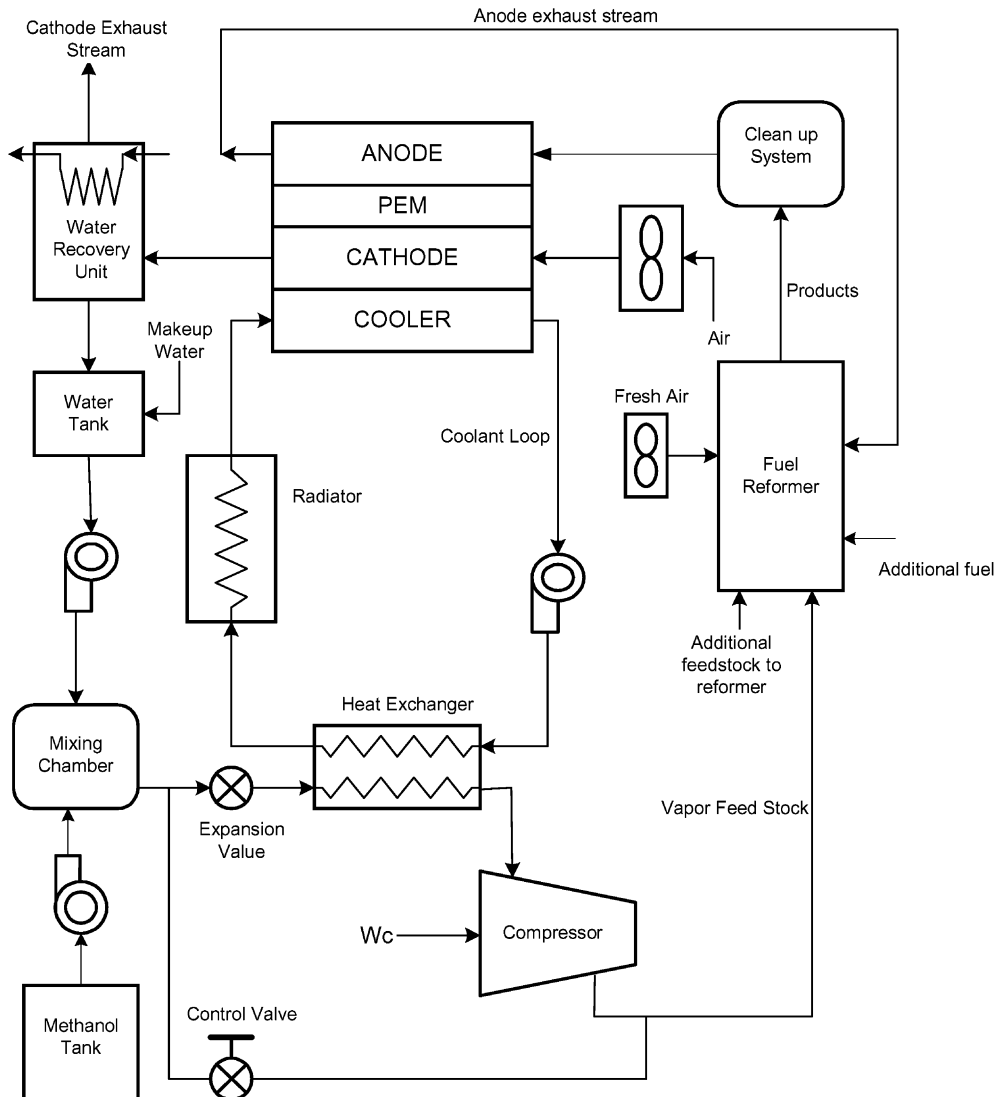 Anode exhaust stream
Cathode Exhaust
Stream
ANODE
Clean up
System
PEM
Water
Recovery
Unit
CATHODE
Products
COOLER
Air
Makeup
Water
Water
Tank
Fresh Air
Coolant Loop
Fuel
Reformer
Radiator
Additional fuel
Additional
feedstock to
reformer
Heat Exchanger
Mixing
Chamber
Expansion
Value
Vapor Feed Stock
Wc
Compressor
Methanol
Tank
Control Valve